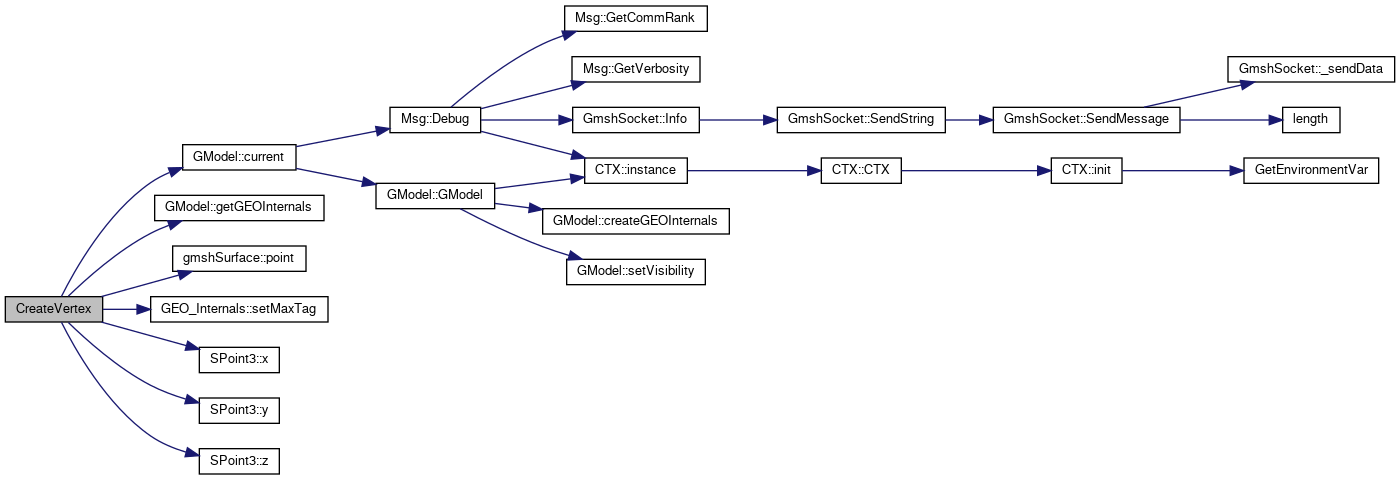 Msg::GetCommRank
Msg::GetVerbosity
GmshSocket::_sendData
Msg::Debug
GmshSocket::Info
GmshSocket::SendString
GmshSocket::SendMessage
length
GModel::current
CTX::instance
CTX::CTX
CTX::init
GetEnvironmentVar
GModel::GModel
GModel::getGEOInternals
GModel::createGEOInternals
gmshSurface::point
GModel::setVisibility
CreateVertex
GEO_Internals::setMaxTag
SPoint3::x
SPoint3::y
SPoint3::z